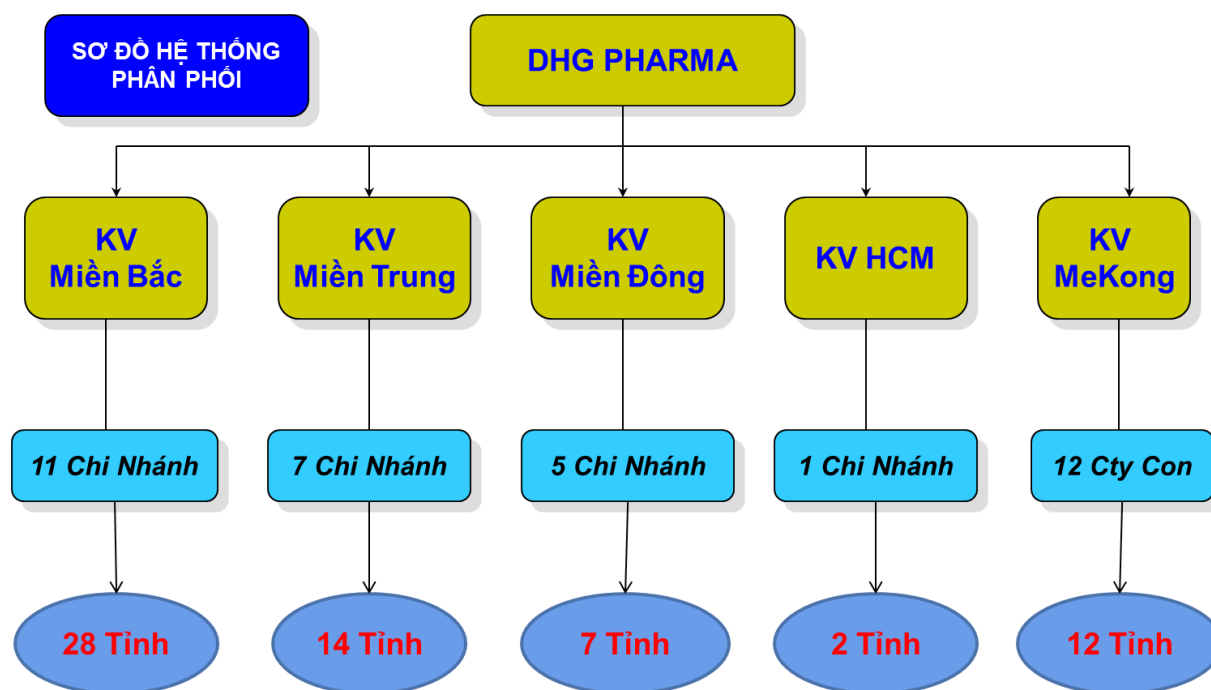 SƠ ĐỒ HỆ THỐNG
PHÂN PHỐI
DHG PHARMA
KV
Miền Bắc
KV
Miền Trung
KV
Miền Đông
KV HCM
KV
MeKong
11 Chi Nhánh
7 Chi Nhánh
5 Chi Nhánh
1 Chi Nhánh
12 Cty Con
28 Tỉnh
14 Tỉnh
7 Tỉnh
2 Tỉnh
12 Tỉnh